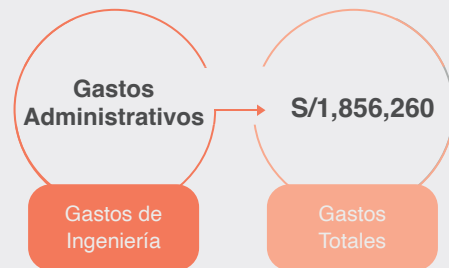 Gastos
Administrativos
S/1,856,260
Gastos de
Ingeniería
Gastos
Totales